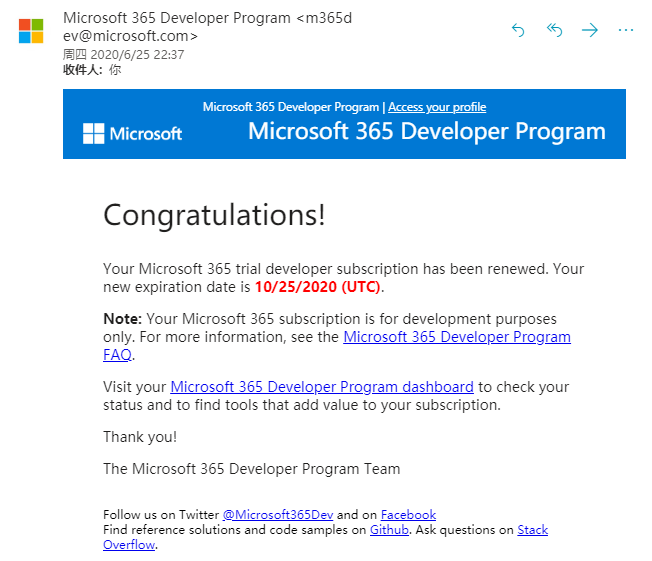 Microsoft 365 Developer Program <m365d
ev@microsoft.com>
周四 2020/6/25 22:37
收件人: 你
Microsoft 365 Developer Program | Access your profile
Microsoft
Microsoft 365 Developer Program
Congratulations!
Your Microsoft 365 trial developer subscription has been renewed. Your
new expiration date is 10/25/2020 (UTC).
Note: Your Microsoft 365 subscription is for development purposes
only. For more information, see the Microsoft 365 Developer Program
FAQ.
Visit your Microsoft 365 Developer Program dashboard to check your
status and to find tools that add value to your subscription.
Thank you!
The Microsoft 365 Developer Program Team
Follow us on Twitter @Microsoft365Dev and on Facebook
Find reference solutions and code samples on Github. Ask questions on Stack
Overflow.